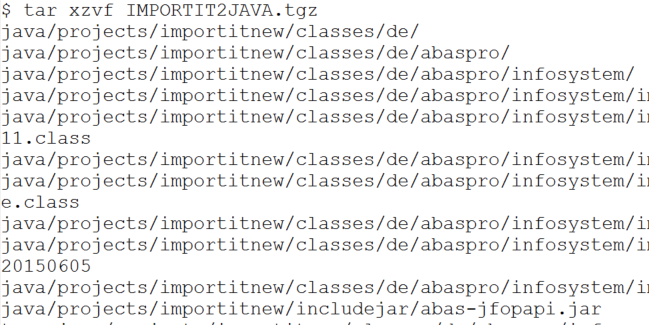 $ tar xzvf IMPORTIT2JAVA.tgz
java/projects/importitnew/classes/de/
java/projects/importitnew/classes/de/abaspro/
java/projects/importitnew/classes/de/abaspro/infosystem/
java/projects/importitnew/classes/de/abaspro/infosystem/
java/projects/importitnew/classes/de/abaspro/infosystem/
11.class
java/projects/importitnew/classes/de/abaspro/infosystem/
java/projects/importitnew/classes/de/abaspro/infosystem/
e.class
java/projects/importitnew/classes/de/abaspro/infosystem/
java/projects/importitnew/classes/de/abaspro/infosystem/
20150605
java/projects/importitnew/classes/de/abaspro/infosystem/
java/projects/importitnew/includejar/abas-jfopapi.jar